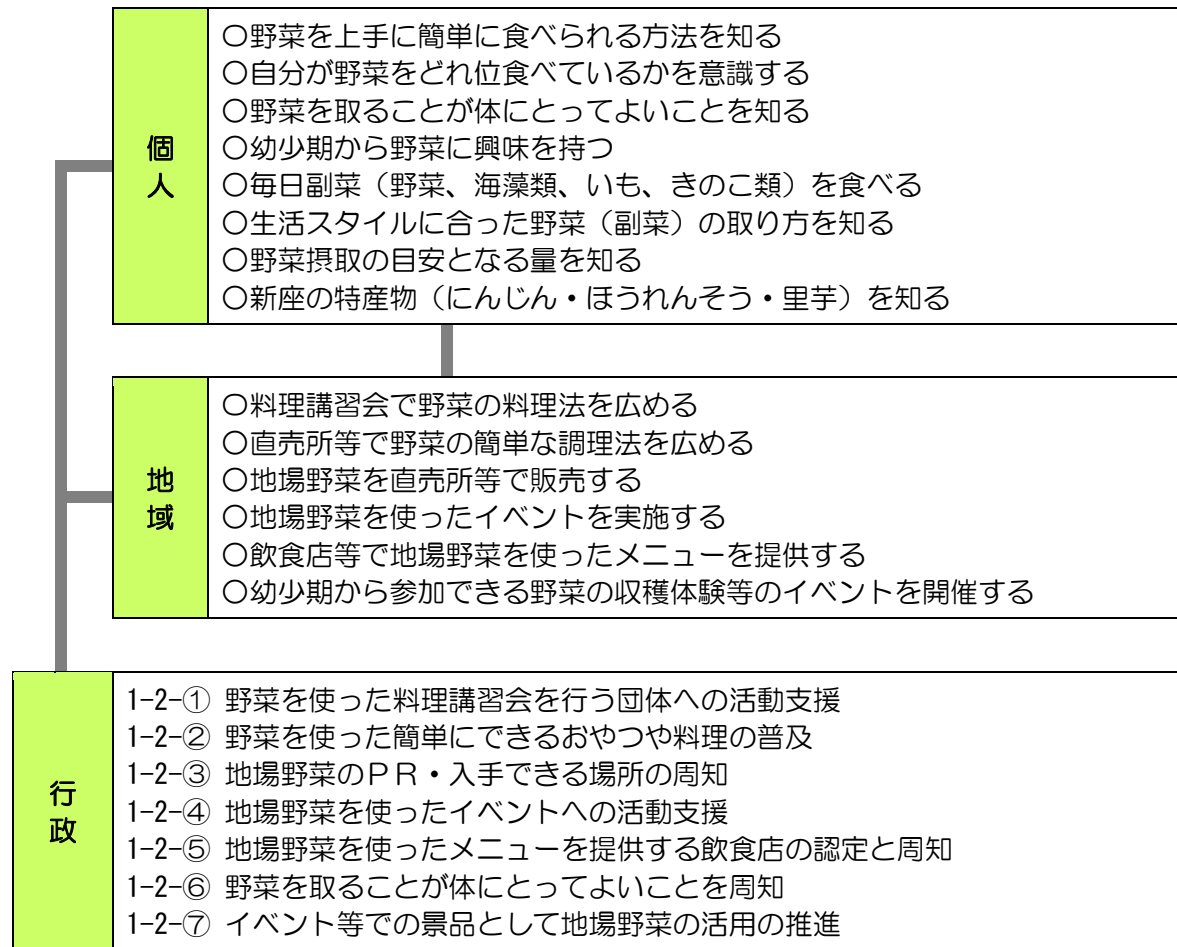 個人
〇野菜を上手に簡単に食べられる方法を知る
〇自分が野菜をどれ位食べているかを意識する
〇野菜を取ることが体にとってよいことを知る
〇幼少期から野菜に興味を持つ
〇毎日副菜（野菜、海藻類、いも、きのこ類）を食べる
〇生活スタイルに合った野菜（副菜）の取り方を知る
〇野菜摂取の目安となる量を知る
〇新座の特産物（にんじん・ほうれんそう・里芋）を知る
地域
〇料理講習会で野菜の料理法を広める
〇直売所等で野菜の簡単な調理法を広める
〇地場野菜を直売所等で販売する
〇地場野菜を使ったイベントを実施する
〇飲食店等で地場野菜を使ったメニューを提供する
〇幼少期から参加できる野菜の収穫体験等のイベントを開催する
行政
1-2-① 野菜を使った料理講習会を行う団体への活動支援
1-2-② 野菜を使った簡単にできるおやつや料理の普及
1-2-③ 地場野菜のＰＲ・入手できる場所の周知
1-2-④ 地場野菜を使ったイベントへの活動支援
1-2-⑤ 地場野菜を使ったメニューを提供する飲食店の認定と周知
1-2-⑥ 野菜を取ることが体にとってよいことを周知
1-2-⑦ イベント等での景品として地場野菜の活用の推進